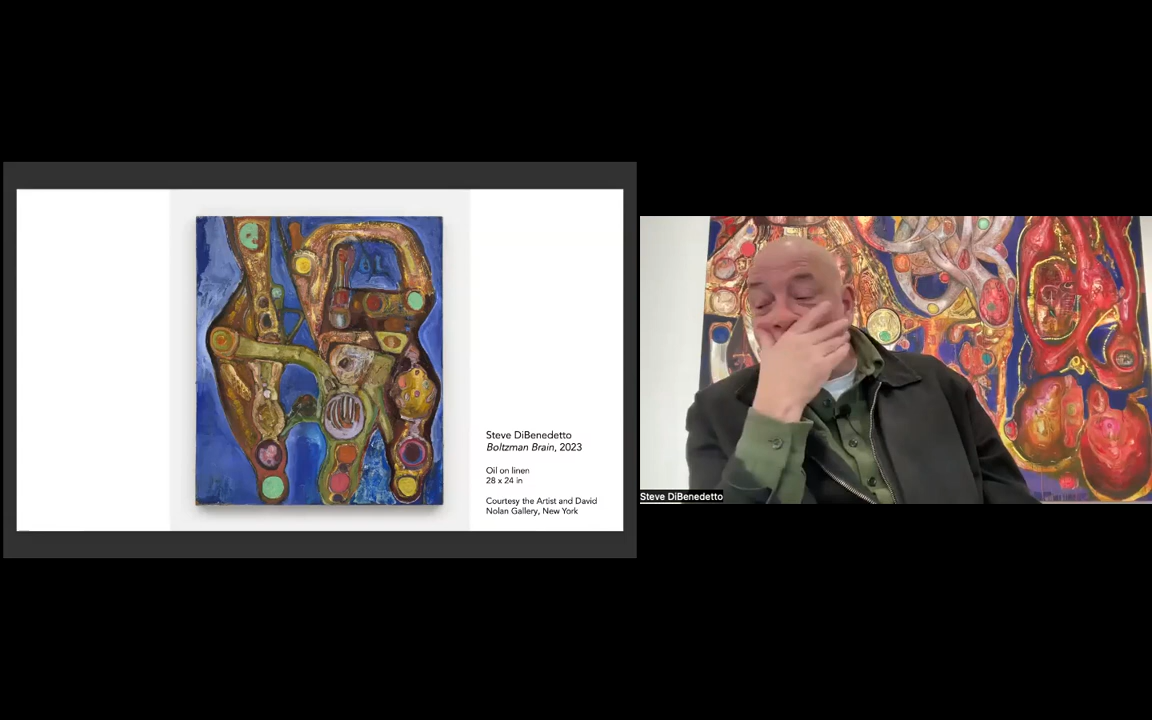 Steve DiBenedetto
Boltzman Brain, 2023
Oil on linen
28 x 24 in
Courtesy the Artist and David
Nolan Gallery, New York
Steve DiBenedetto